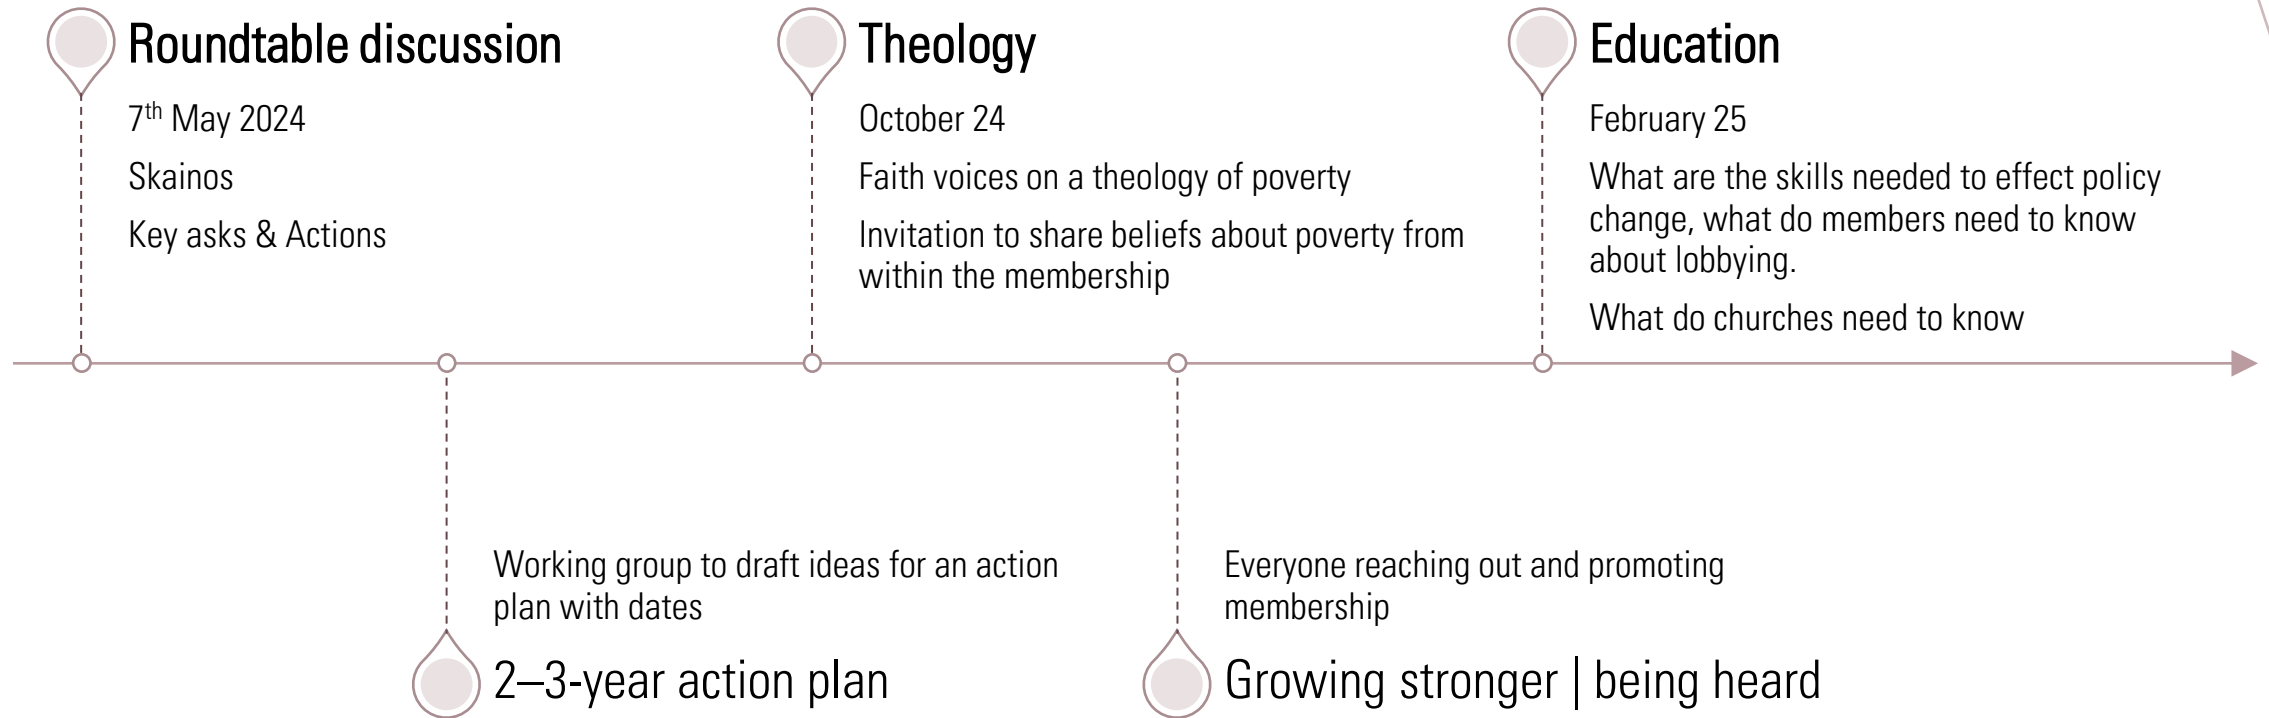 Roundtable discussion
7th May 2024
Skainos
Key asks & Actions
Theology
October 24
Faith voices on a theology of poverty
Invitation to share beliefs about poverty from
within the membership
Education
February 25
What are the skills needed to effect policy
change, what do members need to know
about lobbying.
What do churches need to know
Working group to draft ideas for an action
plan with dates
2–3-year action plan
Everyone reaching out and promoting
membership
Growing stronger | being heard